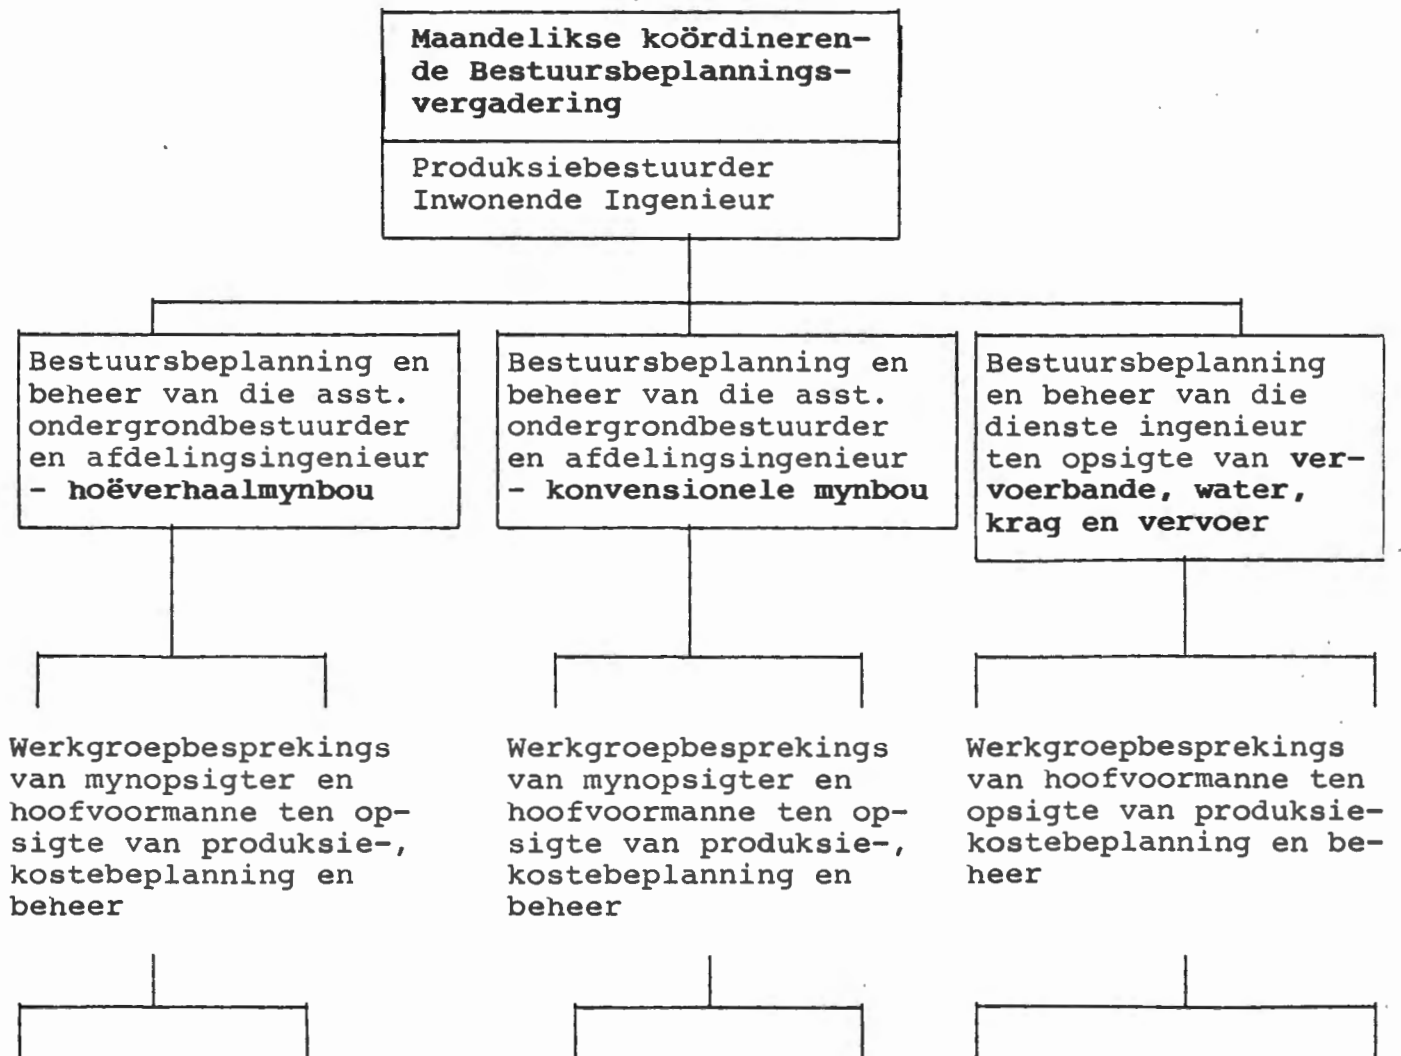 Maandelikse koördineren-
de Bestuursbeplannings-
vergadering
Produksiebestuurder
Inwonende Ingenieur
Bestuursbeplanning en
beheer van die asst.
ondergrondbestuurder
en afdelingsingenieur
- hoëverhaalmynbou
Bestuursbeplanning en
beheer van die asst.
ondergrondbestuurder
en afdelingsingenieur
- konvensionele mynbou
Bestuursbeplanning
en beheer van die
dienste ingenieur
ten opsigte van ver-
voerbande, water,
krag en vervoer
Werkgroepbesprekings
van mynopsigter en
hoofvoormanne ten op-
sigte van produksie-,
kostebeplanning en
beheer
Werkgroepbesprekings
van mynopsigter en
hoofvoormanne ten op-
sigte van produksie-,
kostebeplanning en
beheer
Werkgroepbesprekings
van hoofvoormanne ten
opsigte van produksie-
kostebeplanning en be-
heer